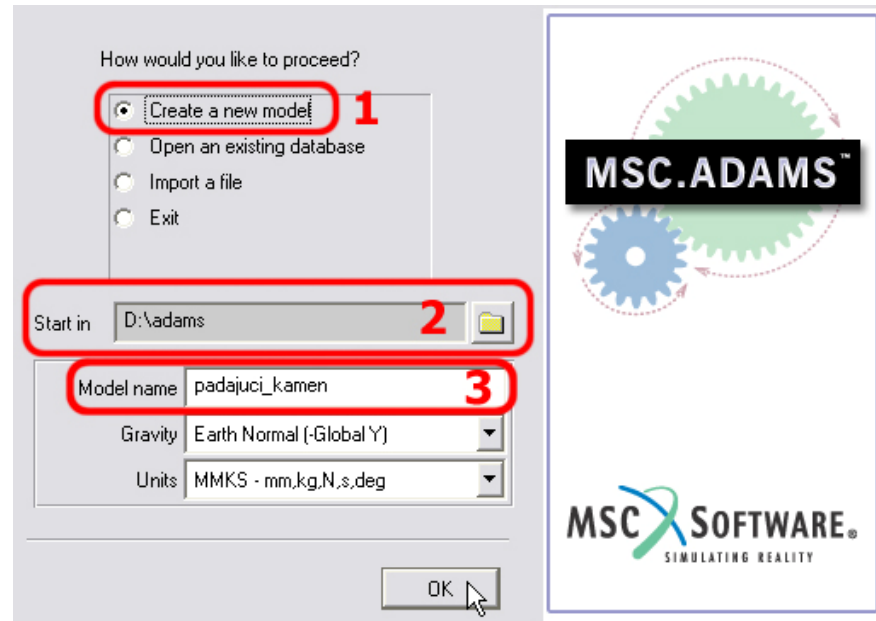 How would you like to proceed?
Create a new model 1
Open an existing database
Import a file
Exit
Start in D:\adams 2
Model name padajuci_kamen 3
Gravity Earth Normal (-Global Y)
Units MMKS - mm,kg,N,s,deg
OK
MSC.ADAMS™
MSC SOFTWARE®
SIMULATING REALITY